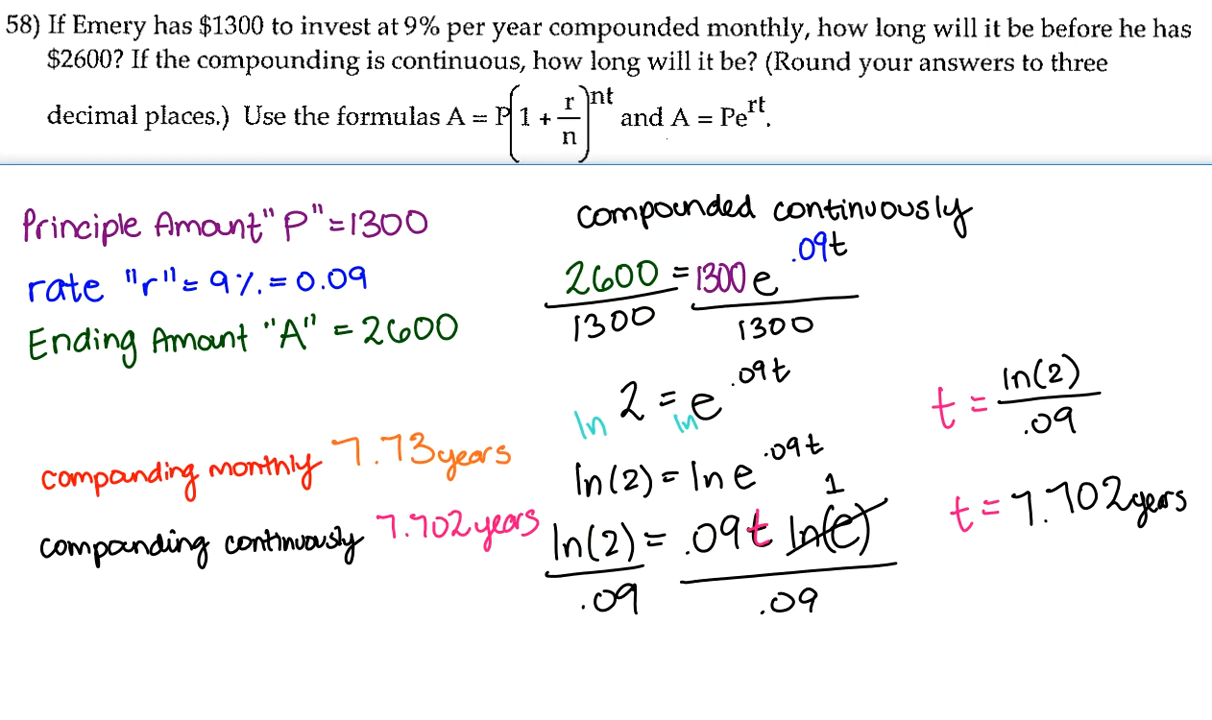 58) If Emery has $1300 to invest at 9% per year compounded monthly, how long will it be before he has
$2600? If the compounding is continuous, how long will it be? (Round your answers to three
decimal places.) Use the formulas A = P(1 + r/n)^nt and A = Pe^rt.
Principle Amount "P" = 1300
rate "r" = 9% = 0.09
Ending Amount "A" = 2600
compounding monthly 7.73 years
compounding continuously 7.702 years
compounded continuously
2600/1300 = 1300e^.09t/1300
ln 2 = ln e^.09t
ln(2) = ln e^.09t
ln(2)/.09 = .09t ln(e)/.09
1
t = ln(2)/.09
t = 7.702 years